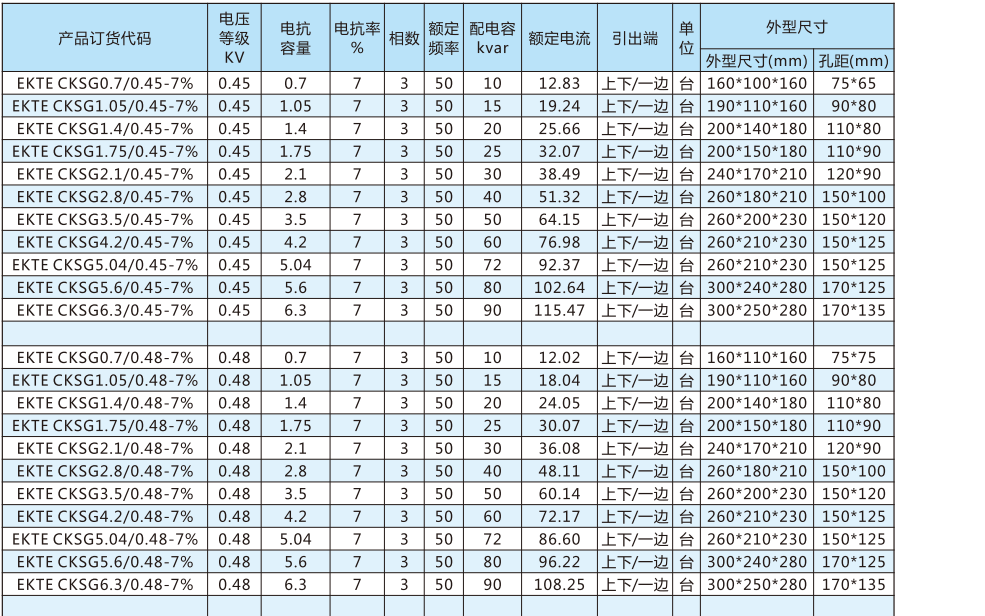 产品订货代码 电压等级KV 电抗容量 电抗率% 相数 额定频率 配电容kvar 额定电流 引出端 单位 外型尺寸
外型尺寸(mm) 孔距(mm)
EKTE CKSG0.7/0.45-7% 0.45 0.7 7 3 50 10 12.83 上下/一边 台 160*100*160 75*65
EKTE CKSG1.05/0.45-7% 0.45 1.05 7 3 50 15 19.24 上下/一边 台 190*110*160 90*80
EKTE CKSG1.4/0.45-7% 0.45 1.4 7 3 50 20 25.66 上下/一边 台 200*140*180 110*80
EKTE CKSG1.75/0.45-7% 0.45 1.75 7 3 50 25 32.07 上下/一边 台 200*150*180 110*90
EKTE CKSG2.1/0.45-7% 0.45 2.1 7 3 50 30 38.49 上下/一边 台 240*170*210 120*90
EKTE CKSG2.8/0.45-7% 0.45 2.8 7 3 50 40 51.32 上下/一边 台 260*180*210 150*100
EKTE CKSG3.5/0.45-7% 0.45 3.5 7 3 50 50 64.15 上下/一边 台 260*200*230 150*120
EKTE CKSG4.2/0.45-7% 0.45 4.2 7 3 50 60 76.98 上下/一边 台 260*210*230 150*125
EKTE CKSG5.04/0.45-7% 0.45 5.04 7 3 50 72 92.37 上下/一边 台 260*210*230 150*125
EKTE CKSG5.6/0.45-7% 0.45 5.6 7 3 50 80 102.64 上下/一边 台 300*240*280 170*125
EKTE CKSG6.3/0.45-7% 0.45 6.3 7 3 50 90 115.47 上下/一边 台 300*250*280 170*135
EKTE CKSG0.7/0.48-7% 0.48 0.7 7 3 50 10 12.02 上下/一边 台 160*110*160 75*75
EKTE CKSG1.05/0.48-7% 0.48 1.05 7 3 50 15 18.04 上下/一边 台 190*110*160 90*80
EKTE CKSG1.4/0.48-7% 0.48 1.4 7 3 50 20 24.05 上下/一边 台 200*140*180 110*80
EKTE CKSG1.75/0.48-7% 0.48 1.75 7 3 50 25 30.07 上下/一边 台 200*150*180 110*90
EKTE CKSG2.1/0.48-7% 0.48 2.1 7 3 50 30 36.08 上下/一边 台 240*170*210 120*90
EKTE CKSG2.8/0.48-7% 0.48 2.8 7 3 50 40 48.11 上下/一边 台 260*180*210 150*100
EKTE CKSG3.5/0.48-7% 0.48 3.5 7 3 50 50 60.14 上下/一边 台 260*200*230 150*120
EKTE CKSG4.2/0.48-7% 0.48 4.2 7 3 50 60 72.17 上下/一边 台 260*210*230 150*125
EKTE CKSG5.04/0.48-7% 0.48 5.04 7 3 50 72 86.60 上下/一边 台 260*210*230 150*125
EKTE CKSG5.6/0.48-7% 0.48 5.6 7 3 50 80 96.22 上下/一边 台 300*240*280 170*125
EKTE CKSG6.3/0.48-7% 0.48 6.3 7 3 50 90 108.25 上下/一边 台 300*250*280 170*135